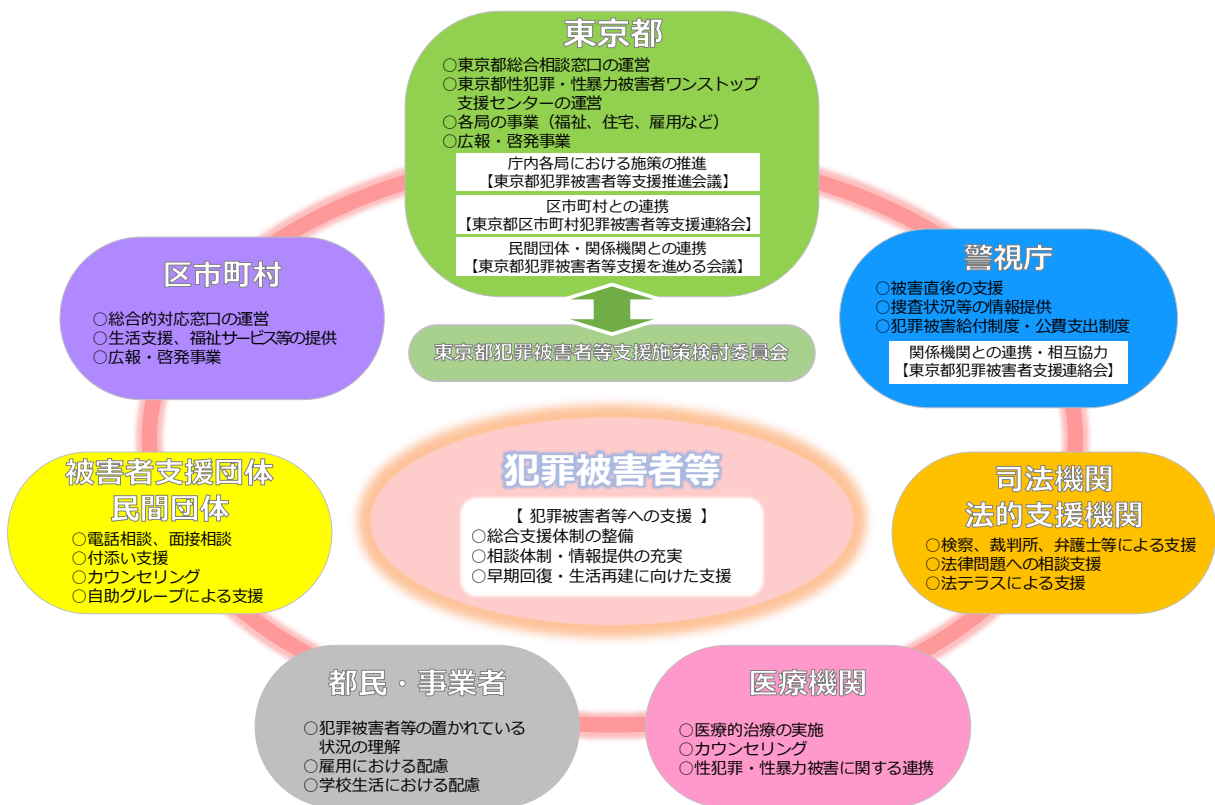 東京都
○東京都総合相談窓口の運営
○東京都性犯罪・性暴力被害者ワンストップ
支援センターの運営
○各局の事業（福祉、住宅、雇用など）
○広報・啓発事業
庁内各局における施策の推進
【東京都犯罪被害者等支援推進会議】
区市町村との連携
【東京都区市町村犯罪被害者等支援連絡会】
民間団体・関係機関との連携
【東京都犯罪被害者等支援を進める会議】
東京都犯罪被害者等支援施策検討委員会
区市町村
○総合的対応窓口の運営
○生活支援、福祉サービス等の提供
○広報・啓発事業
警視庁
○被害直後の支援
○捜査状況等の情報提供
○犯罪被害給付制度・公費支出制度
関係機関との連携・相互協力
【東京都犯罪被害者支援連絡会】
被害者支援団体
民間団体
○電話相談、面接相談
○付添い支援
○カウンセリング
○自助グループによる支援
犯罪被害者等
【 犯罪被害者等への支援 】
○総合支援体制の整備
○相談体制・情報提供の充実
○早期回復・生活再建に向けた支援
司法機関
法的支援機関
○検察、裁判所、弁護士等による支援
○法律問題への相談支援
○法テラスによる支援
都民・事業者
○犯罪被害者等の置かれている
状況の理解
○雇用における配慮
○学校生活における配慮
医療機関
○医療的治療の実施
○カウンセリング
○性犯罪・性暴力被害に関する連携